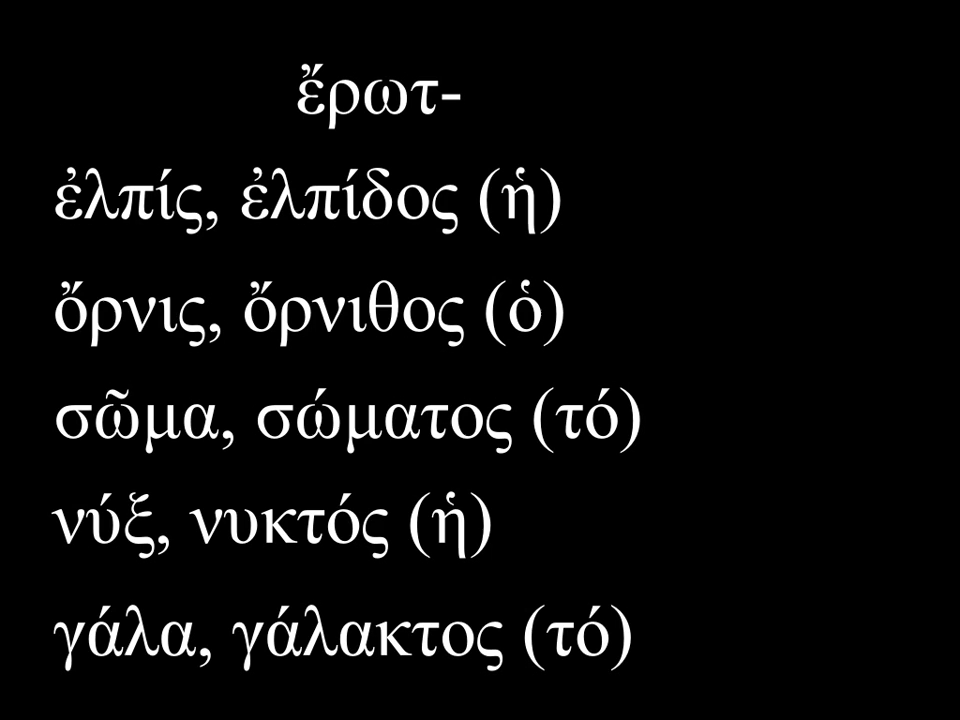 ἔρωτ-
ἐλπίς, ἐλπίδος (ἡ)
ὄρνις, ὄρνιθος (ὁ)
σῶμα, σώματος (τό)
νύξ, νυκτός (ἡ)
γάλα, γάλακτος (τό)